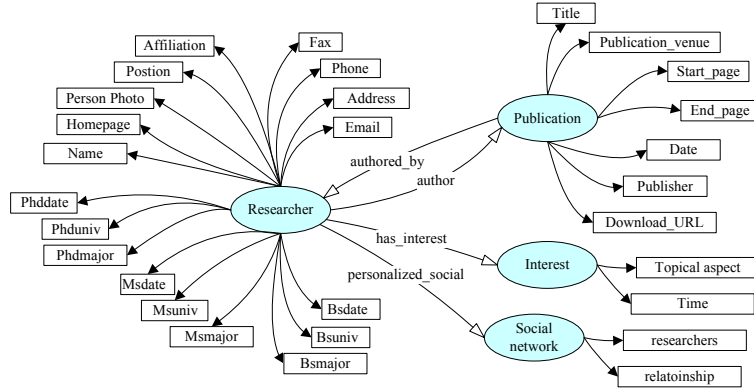 Title
Affiliation
Fax
Publication_venue
Postion
Phone
Start_page
Person Photo
Address
End_page
Homepage
Email
Publication
Name
authored_by
Date
author
Publisher
Phddate
Researcher
Download_URL
Phduniv
has_interest
Phdmajor
Interest
Topical aspect
personalized_social
Msdate
Time
Msuniv
Bsdate
Social
network
researchers
Msmajor
Bsuniv
Bsmajor
relatoinship